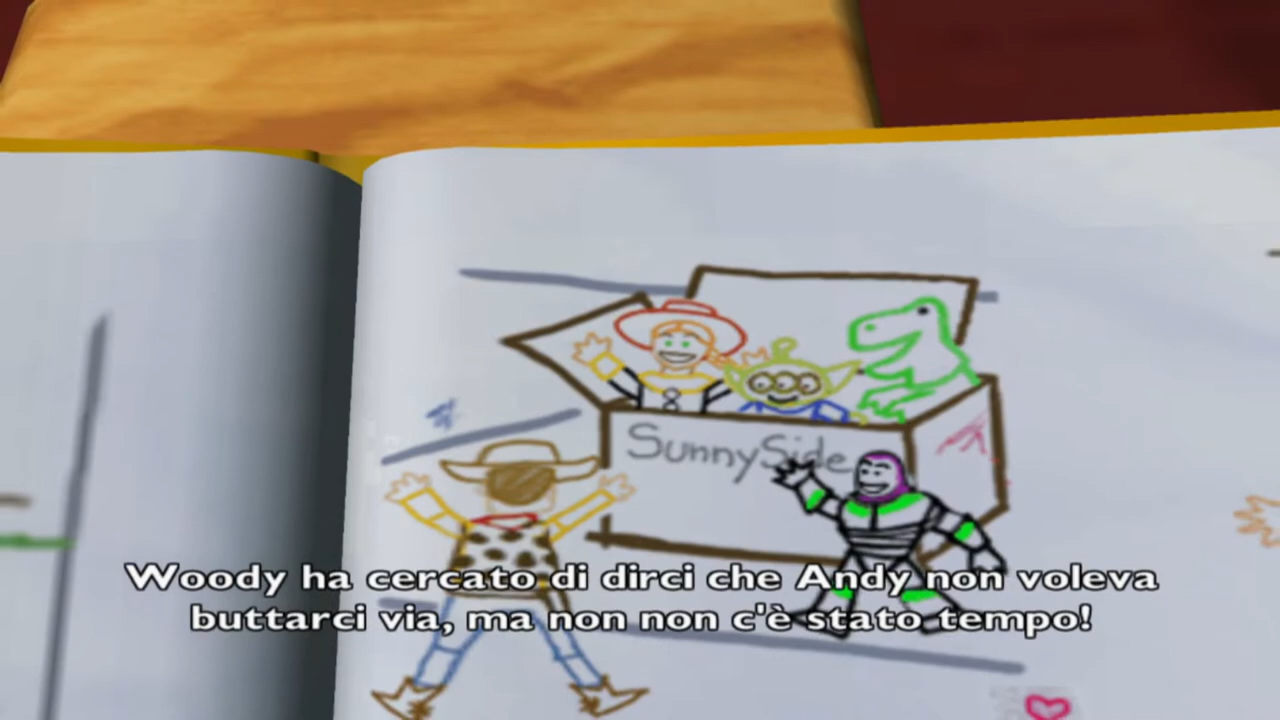 SunnySide
Woody ha cercato di dirci che Andy non voleva
buttarci via, ma non non c'è stato tempo!